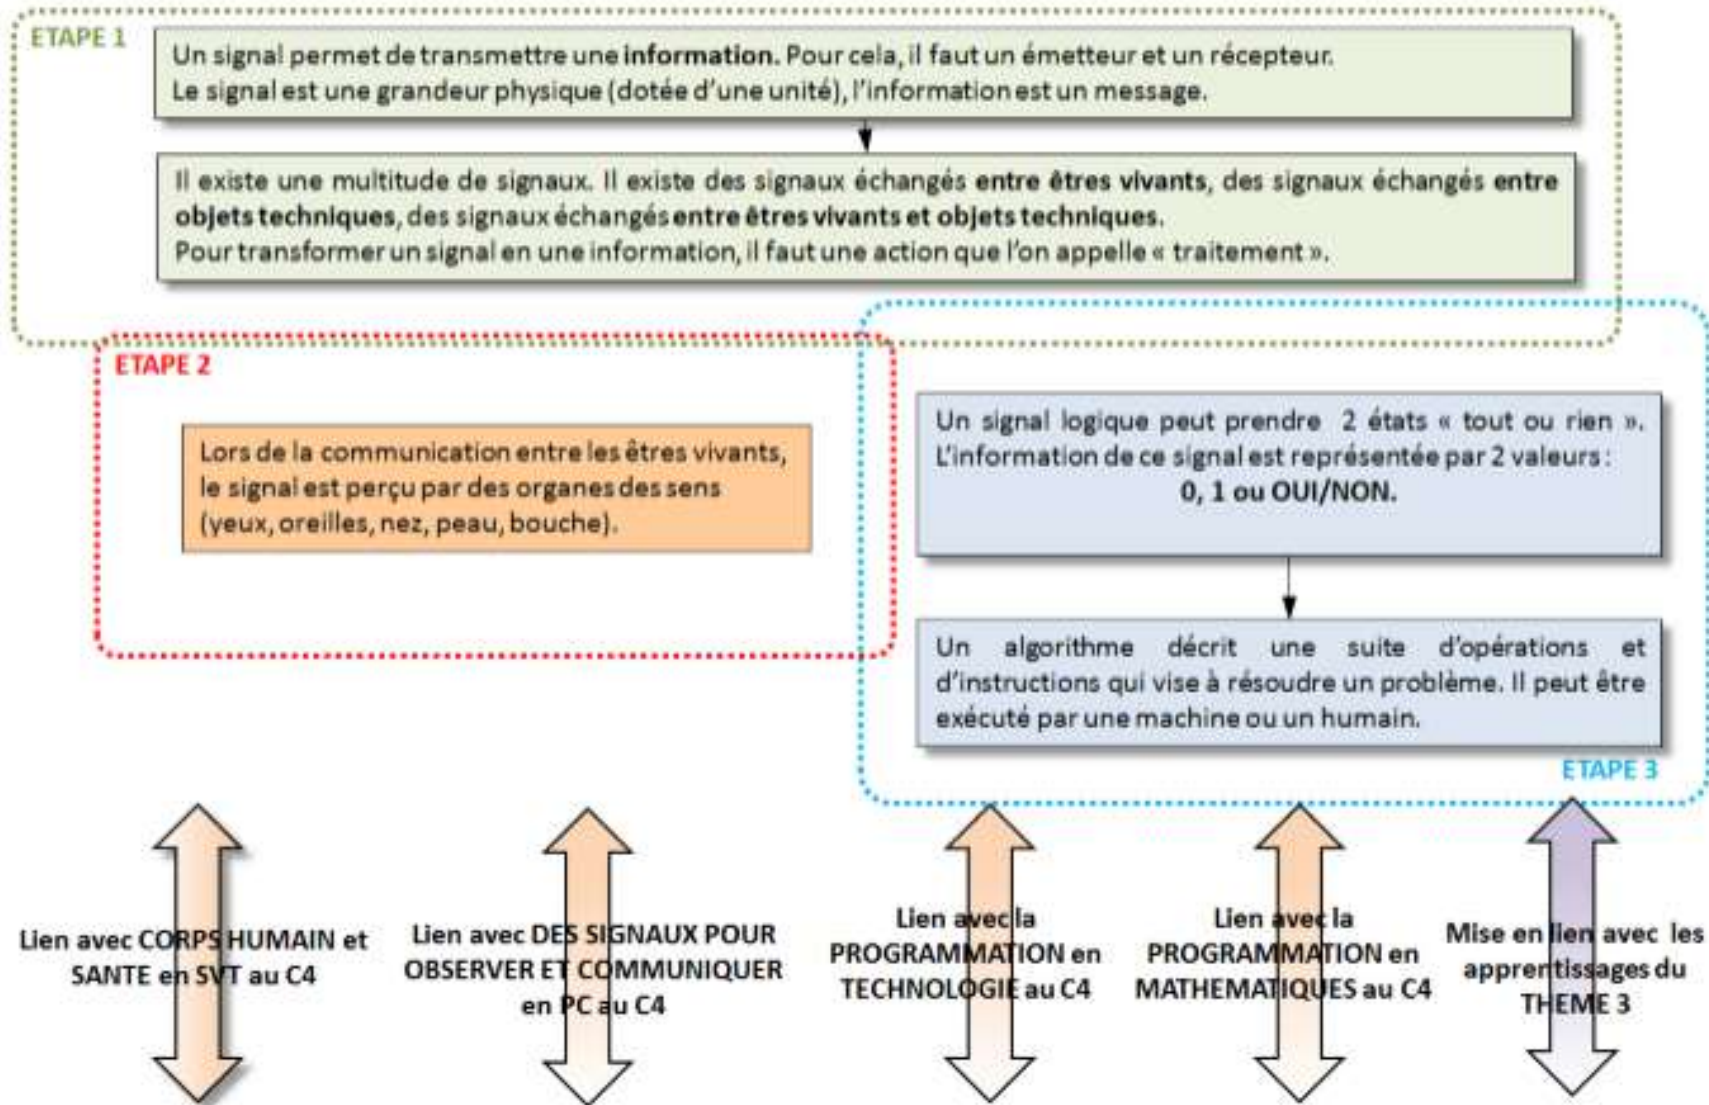 ETAPE 1
Un signal permet de transmettre une information. Pour cela, il faut un émetteur et un récepteur.
Le signal est une grandeur physique (dotée d'une unité), l'information est un message.
Il existe une multitude de signaux. Il existe des signaux échangés entre êtres vivants, des signaux échangés entre
objets techniques, des signaux échangés entre êtres vivants et objets techniques.
Pour transformer un signal en une information, il faut une action que l'on appelle « traitement ».
ETAPE 2
Lors de la communication entre les êtres vivants,
le signal est perçu par des organes des sens
(yeux, oreilles, nez, peau, bouche).
Un signal logique peut prendre 2 états « tout ou rien ».
L'information de ce signal est représentée par 2 valeurs :
0, 1 ou OUI/NON.
Un algorithme décrit une suite d'opérations et
d'instructions qui vise à résoudre un problème. Il peut être
exécuté par une machine ou un humain.
ETAPE 3
Lien avec CORPS HUMAIN et
SANTE en SVT au C4
Lien avec DES SIGNAUX POUR
OBSERVER ET COMMUNIQUER
en PC au C4
Lien avec la
PROGRAMMATION en
TECHNOLOGIE au C4
Lien avec la
PROGRAMMATION en
MATHEMATIQUES au C4
Mise en lien avec les
apprentissages du
THEME 3